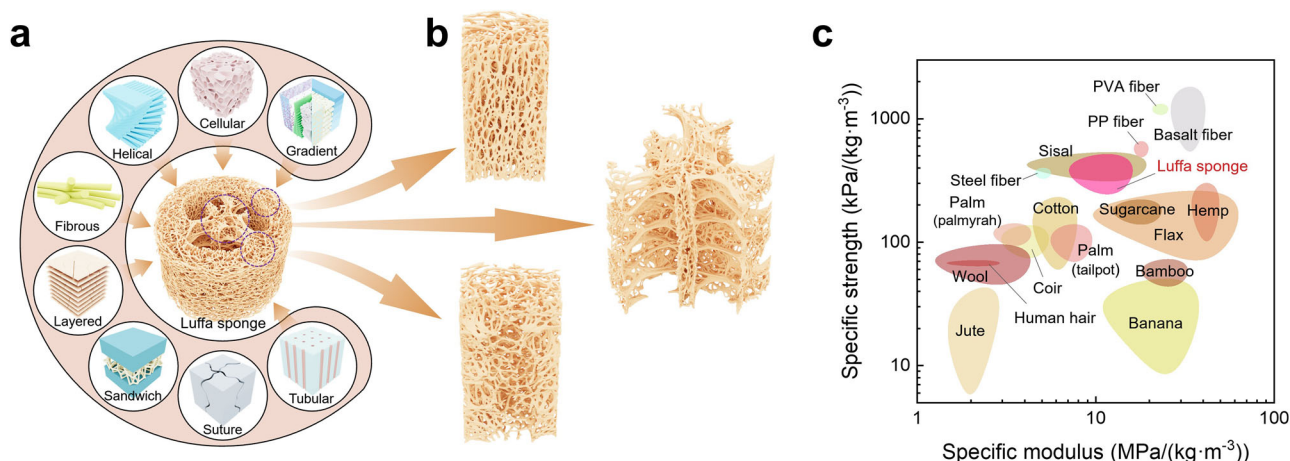 a
Helical
Cellular
Gradient
Fibrous
Layered
Luffa sponge
Sandwich
Suture
Tubular
b
c
Specific strength (kPa/(kg·m⁻³))
1000
100
10
1
10
100
Specific modulus (MPa/(kg·m⁻³))
PVA fiber
PP fiber
Basalt fiber
Sisal
Luffa sponge
Steel fiber
Palm
(palmyrah)
Cotton
Sugarcane
Hemp
Flax
Palm
(tailpot)
Wool
Coir
Bamboo
Human hair
Jute
Banana